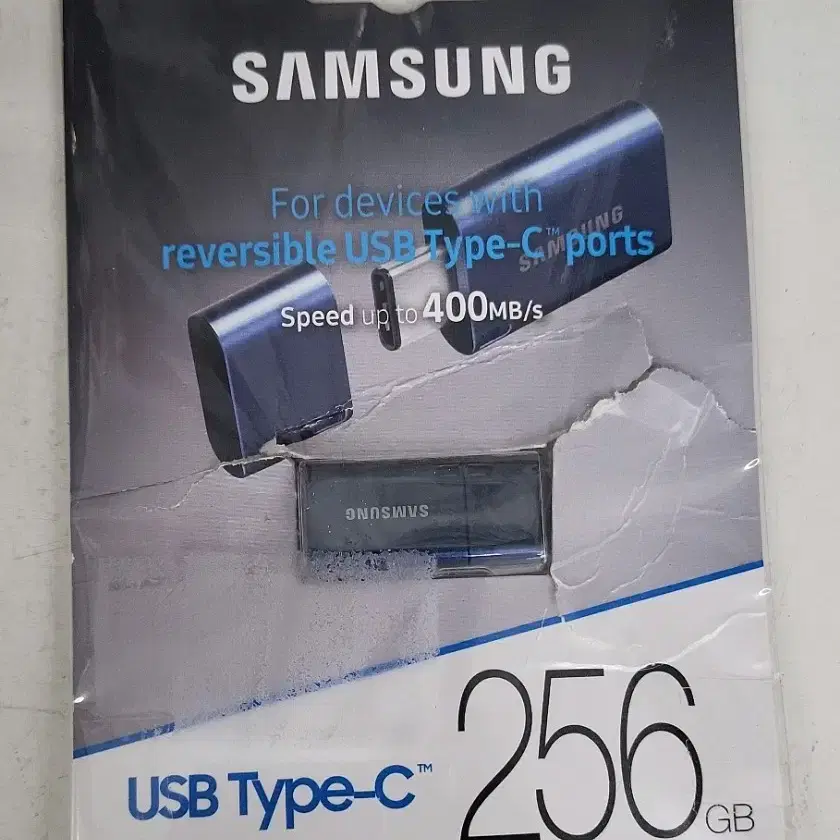 SAMSUNG
For devices with
reversible USB Type-C™ ports
SAMSUNG
Speed up to 400MB/s
SAMSUNG
256 GB
USB Type-C™